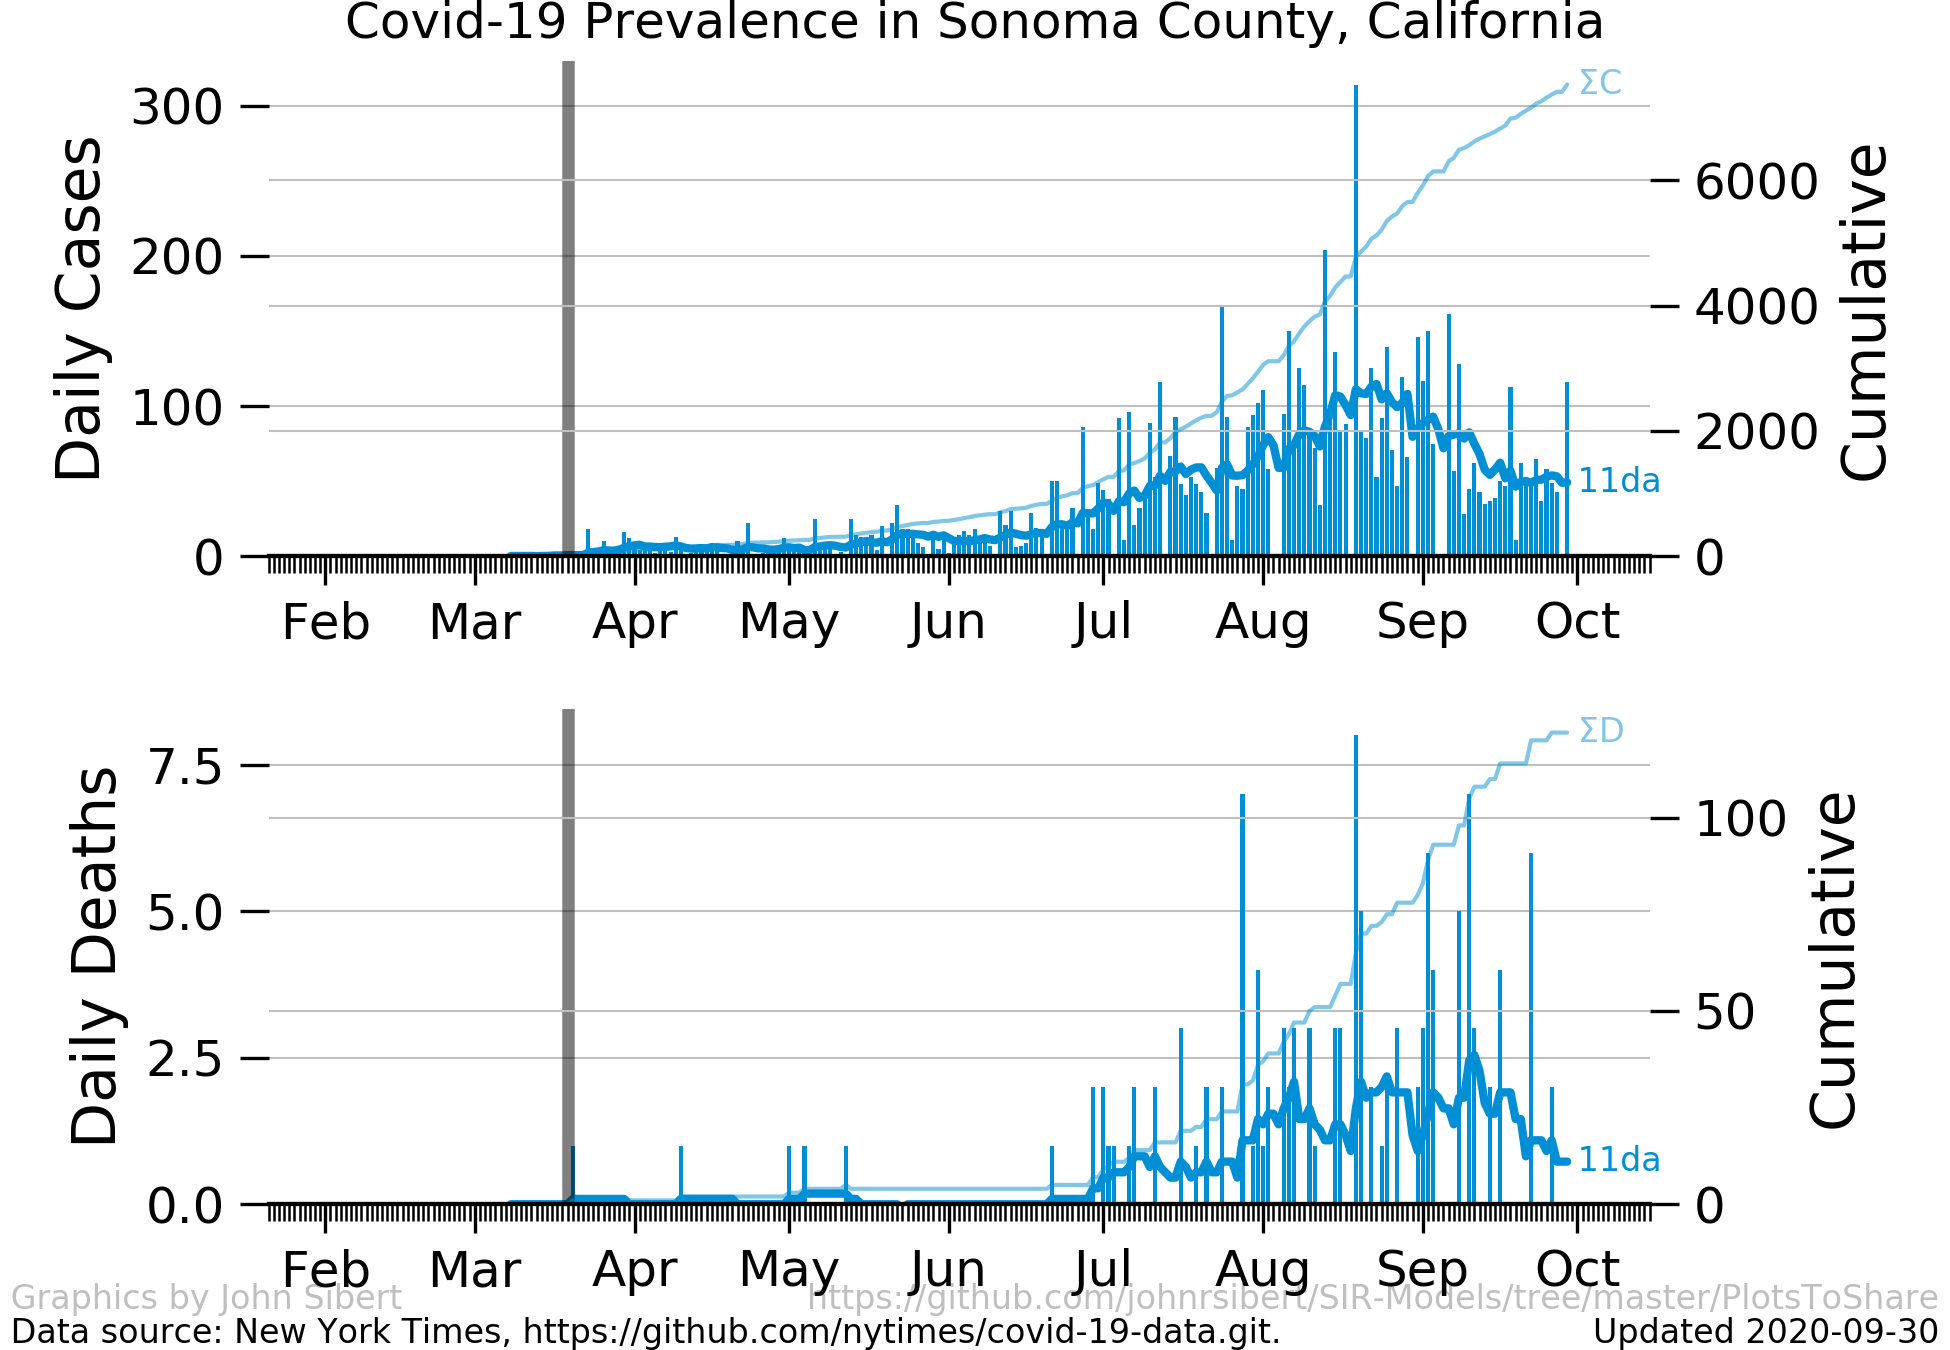 Covid-19 Prevalence in Sonoma County, California
Daily Cases
300
200
100
0
ΣC
11da
6000
4000
2000
0
Cumulative
Feb Mar Apr May Jun Jul Aug Sep Oct
Daily Deaths
7.5
5.0
2.5
0.0
ΣD
11da
100
50
0
Cumulative
Feb Mar Apr May Jun Jul Aug Sep Oct
Graphics by John Sibert https://github.com/johnrsibert/SIR-Models/tree/master/PlotsToShare
Data source: New York Times, https://github.com/nytimes/covid-19-data.git. Updated 2020-09-30